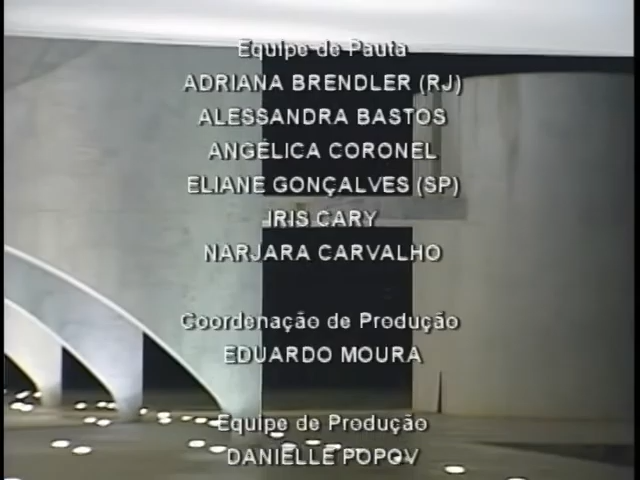 Equipe de Pauta
ADRIANA BRENDLER (RJ)
ALESSANDRA BASTOS
ANGÉLICA CORONEL
ELIANE GONÇALVES (SP)
IRIS CARY
NARJARA CARVALHO
Coordenação de Produção
EDUARDO MOURA
Equipe de Produção
DANIELLE POPOV